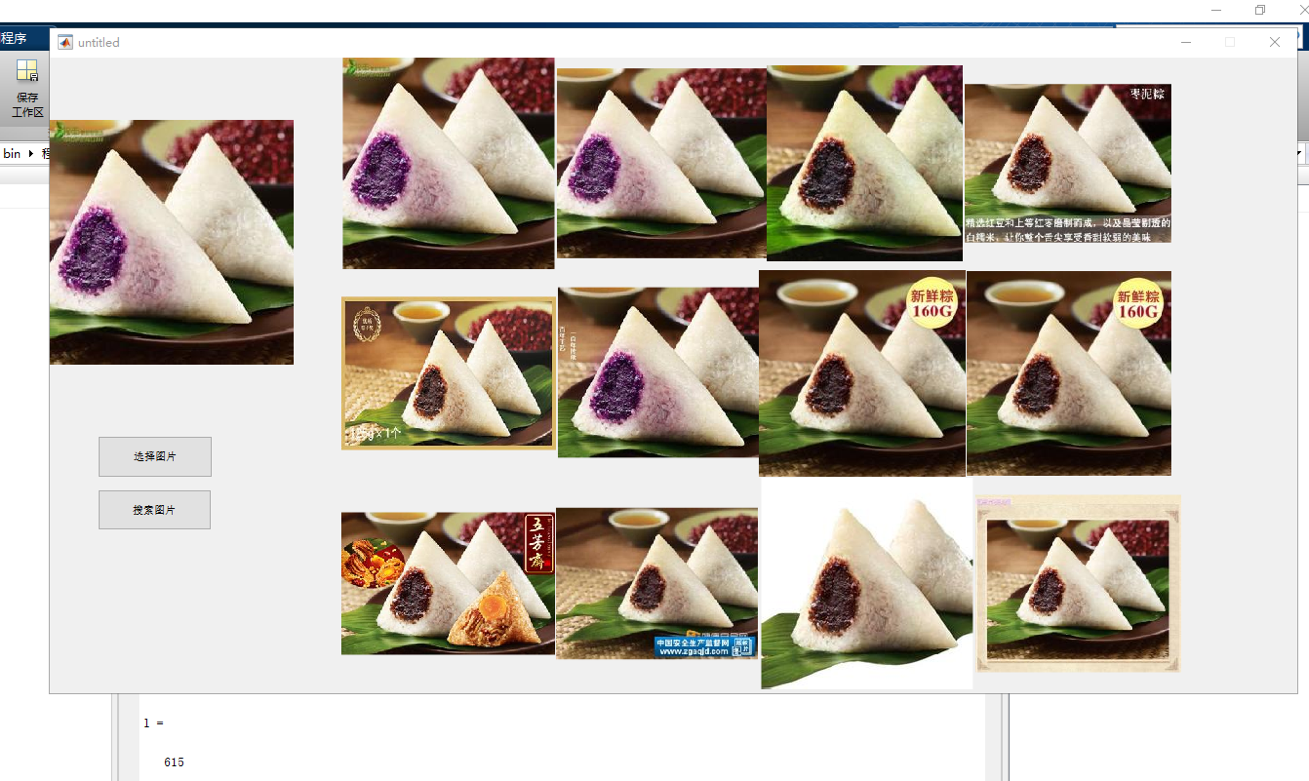 程序
untitled
保存
工作区
bin
程
枣泥粽
精选红豆和上等红枣磨制而成，以及晶莹剔透的
白糯米，让你整个舌尖享受香甜软弱的美味
新鲜粽
160G
新鲜粽
160G
选择图片
搜索图片
五芳斋
中国安全生产监督网
www.zgaqjd.com
1 =
615